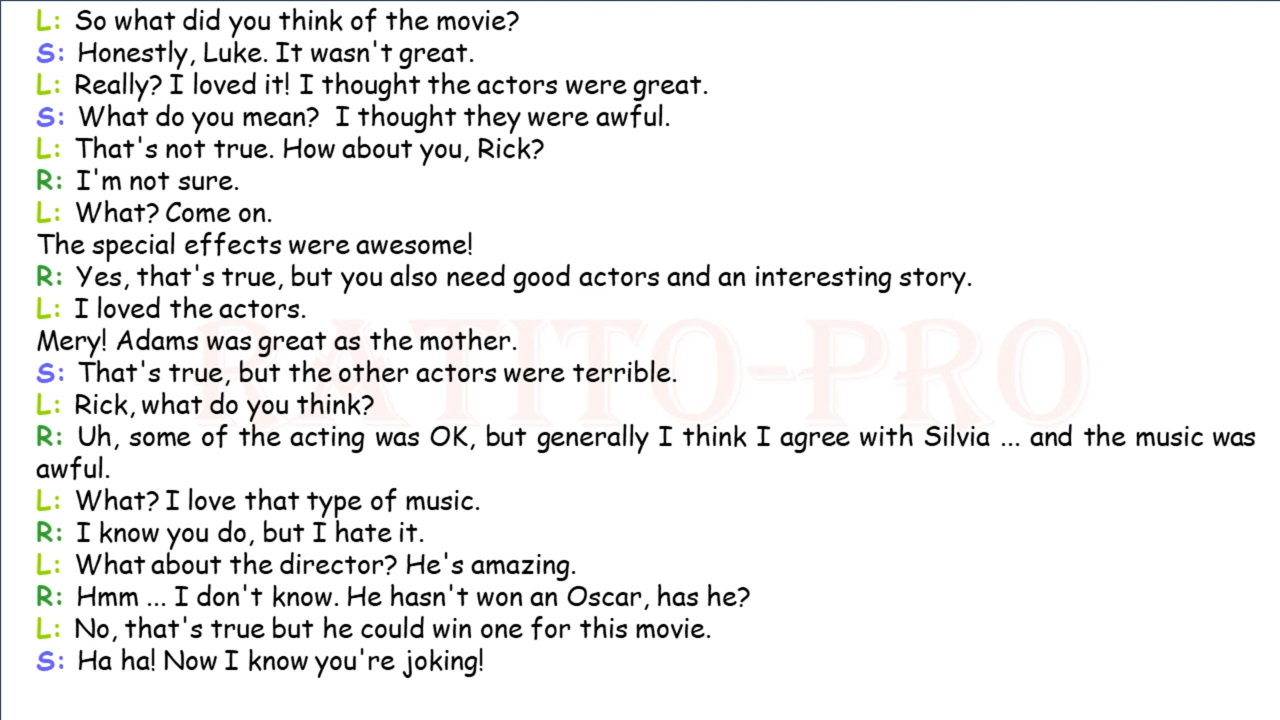 L: So what did you think of the movie?
S: Honestly, Luke. It wasn't great.
L: Really? I loved it! I thought the actors were great.
S: What do you mean? I thought they were awful.
L: That's not true. How about you, Rick?
R: I'm not sure.
L: What? Come on.
The special effects were awesome!
R: Yes, that's true, but you also need good actors and an interesting story.
L: I loved the actors.
Mery! Adams was great as the mother.
S: That's true, but the other actors were terrible.
L: Rick, what do you think?
R: Uh, some of the acting was OK, but generally I think I agree with Silvia ... and the music was
awful.
L: What? I love that type of music.
R: I know you do, but I hate it.
L: What about the director? He's amazing.
R: Hmm ... I don't know. He hasn't won an Oscar, has he?
L: No, that's true but he could win one for this movie.
S: Ha ha! Now I know you're joking!
RATITO-PRO